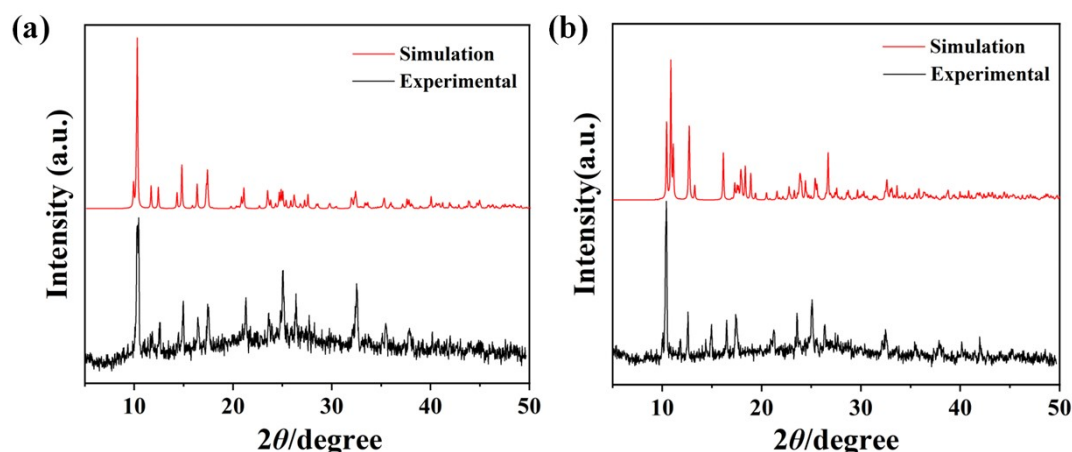 (a)
Simulation
Experimental
Intensity (a.u.)
10 20 30 40 50
2θ/degree
(b)
Simulation
Experimental
Intensity(a.u.)
10 20 30 40 50
2θ/degree